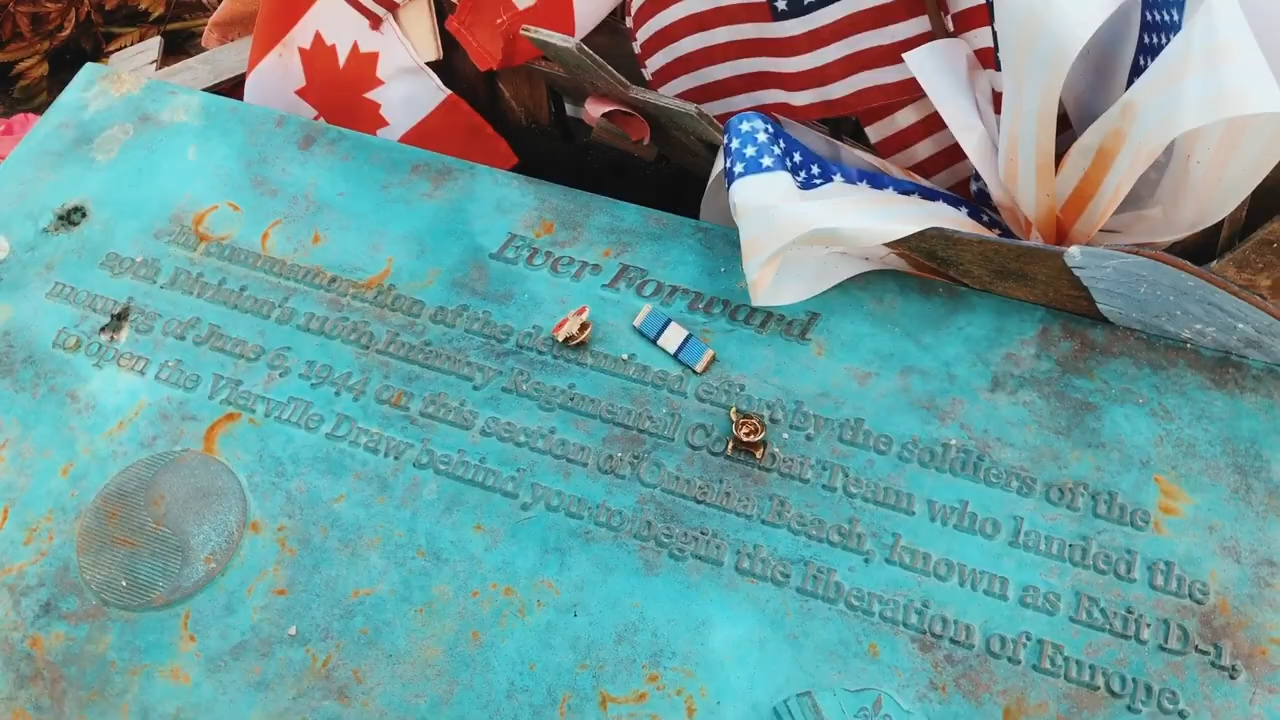 Ever Forward
In commemoration of the determined effort by the soldiers of the
29th Division's 116th Infantry Regimental Combat Team who landed the
morning of June 6, 1944 on this section of Omaha Beach, known as Exit D-1,
to open the Vierville Draw behind you to begin the liberation of Europe.